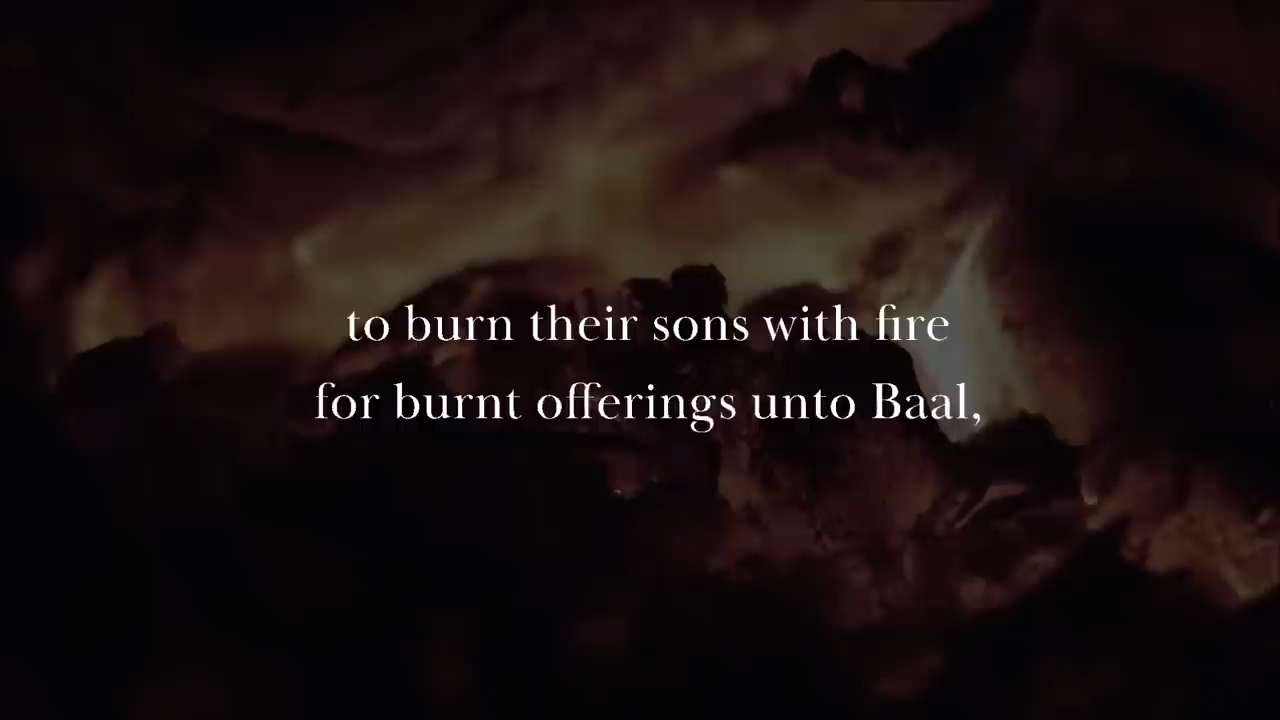 to burn their sons with fire
for burnt offerings unto Baal,